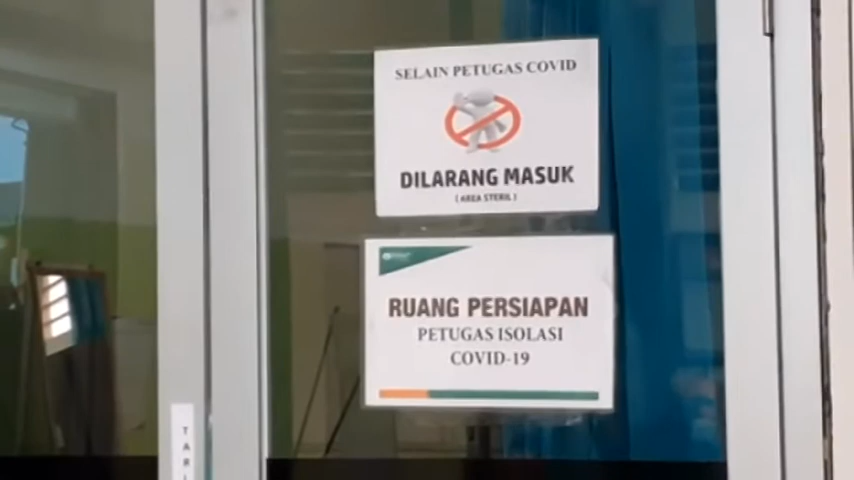 SELAIN PETUGAS COVID
DILARANG MASUK
( AREA STERIL )
RUANG PERSIAPAN
PETUGAS ISOLASI
COVID-19